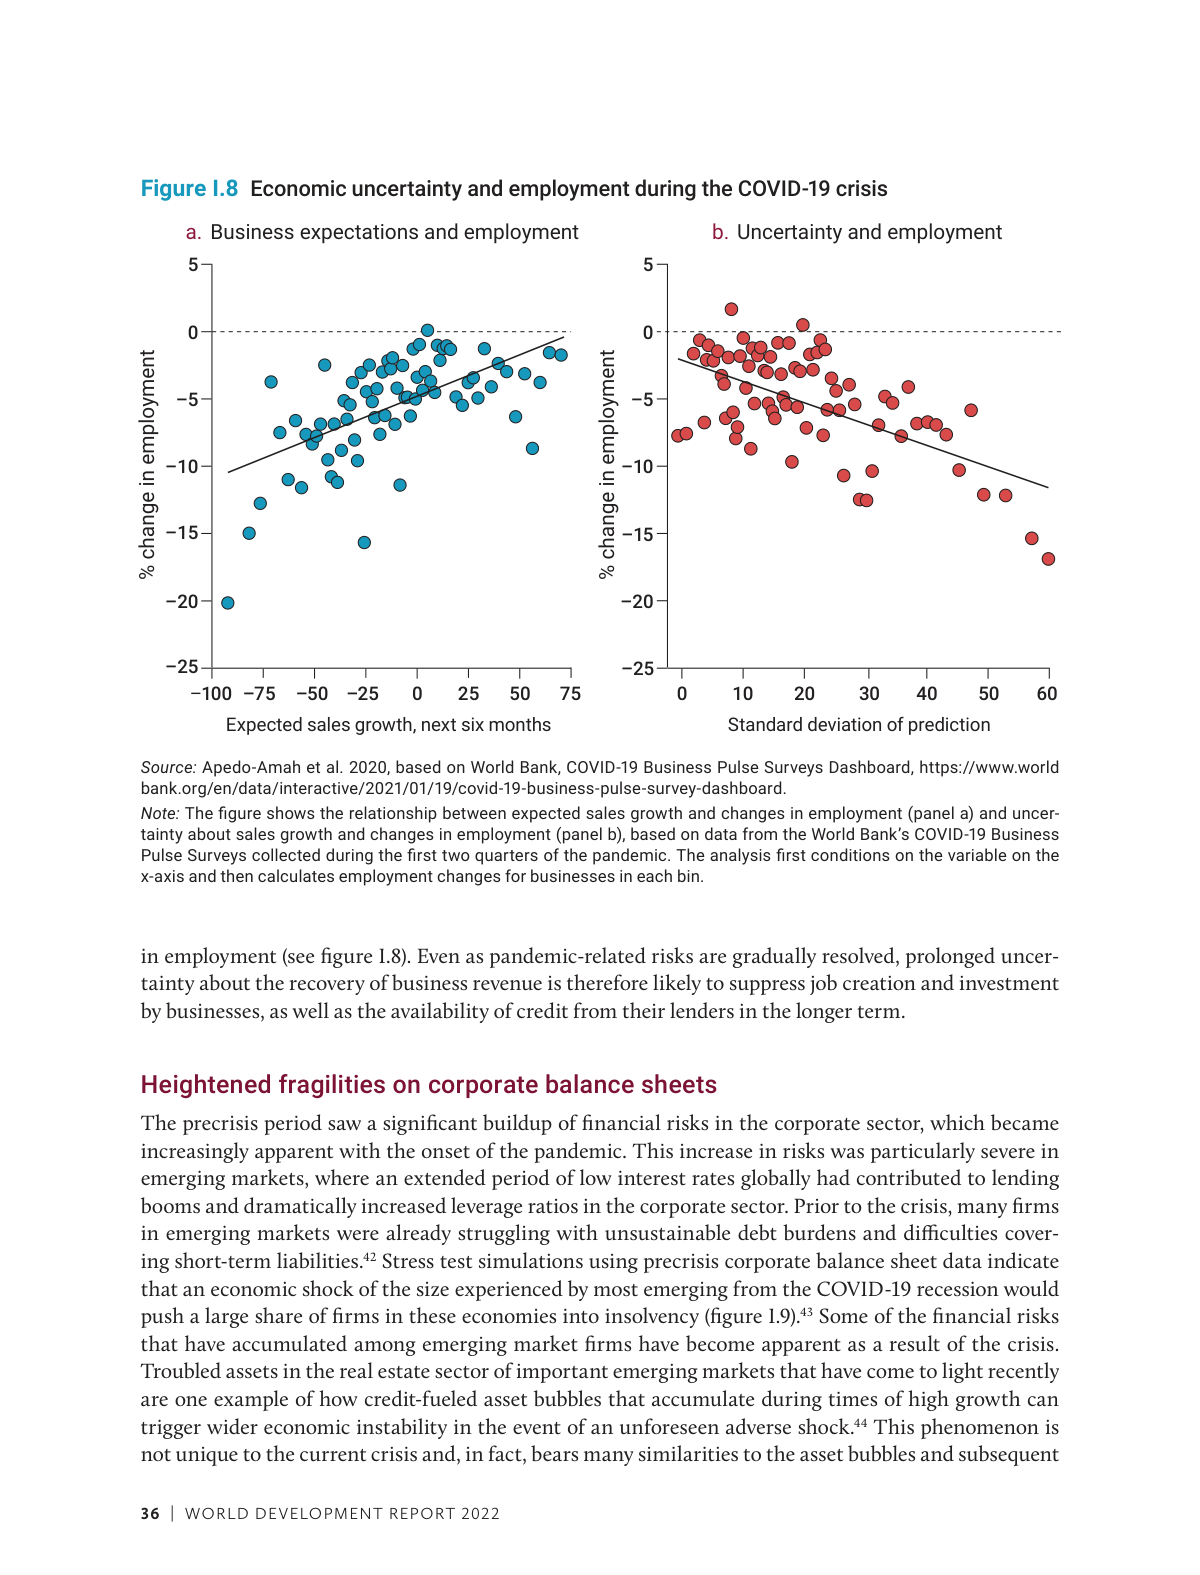 Figure I.8 Economic uncertainty and employment during the COVID-19 crisis
a. Business expectations and employment
5
0
−5
−10
−15
−20
−25
% change in employment
−100 −75 −50 −25 0 25 50 75
Expected sales growth, next six months
b. Uncertainty and employment
5
0
−5
−10
−15
−20
−25
% change in employment
0 10 20 30 40 50 60
Standard deviation of prediction
Source: Apedo-Amah et al. 2020, based on World Bank, COVID-19 Business Pulse Surveys Dashboard, https://www.world
bank.org/en/data/interactive/2021/01/19/covid-19-business-pulse-survey-dashboard.
Note: The figure shows the relationship between expected sales growth and changes in employment (panel a) and uncer-
tainty about sales growth and changes in employment (panel b), based on data from the World Bank’s COVID-19 Business
Pulse Surveys collected during the first two quarters of the pandemic. The analysis first conditions on the variable on the
x-axis and then calculates employment changes for businesses in each bin.
in employment (see figure I.8). Even as pandemic-related risks are gradually resolved, prolonged uncer-
tainty about the recovery of business revenue is therefore likely to suppress job creation and investment
by businesses, as well as the availability of credit from their lenders in the longer term.
Heightened fragilities on corporate balance sheets
The precrisis period saw a significant buildup of financial risks in the corporate sector, which became
increasingly apparent with the onset of the pandemic. This increase in risks was particularly severe in
emerging markets, where an extended period of low interest rates globally had contributed to lending
booms and dramatically increased leverage ratios in the corporate sector. Prior to the crisis, many firms
in emerging markets were already struggling with unsustainable debt burdens and difficulties cover-
ing short-term liabilities.42 Stress test simulations using precrisis corporate balance sheet data indicate
that an economic shock of the size experienced by most emerging from the COVID-19 recession would
push a large share of firms in these economies into insolvency (figure I.9).43 Some of the financial risks
that have accumulated among emerging market firms have become apparent as a result of the crisis.
Troubled assets in the real estate sector of important emerging markets that have come to light recently
are one example of how credit-fueled asset bubbles that accumulate during times of high growth can
trigger wider economic instability in the event of an unforeseen adverse shock.44 This phenomenon is
not unique to the current crisis and, in fact, bears many similarities to the asset bubbles and subsequent
36 | WORLD DEVELOPMENT REPORT 2022